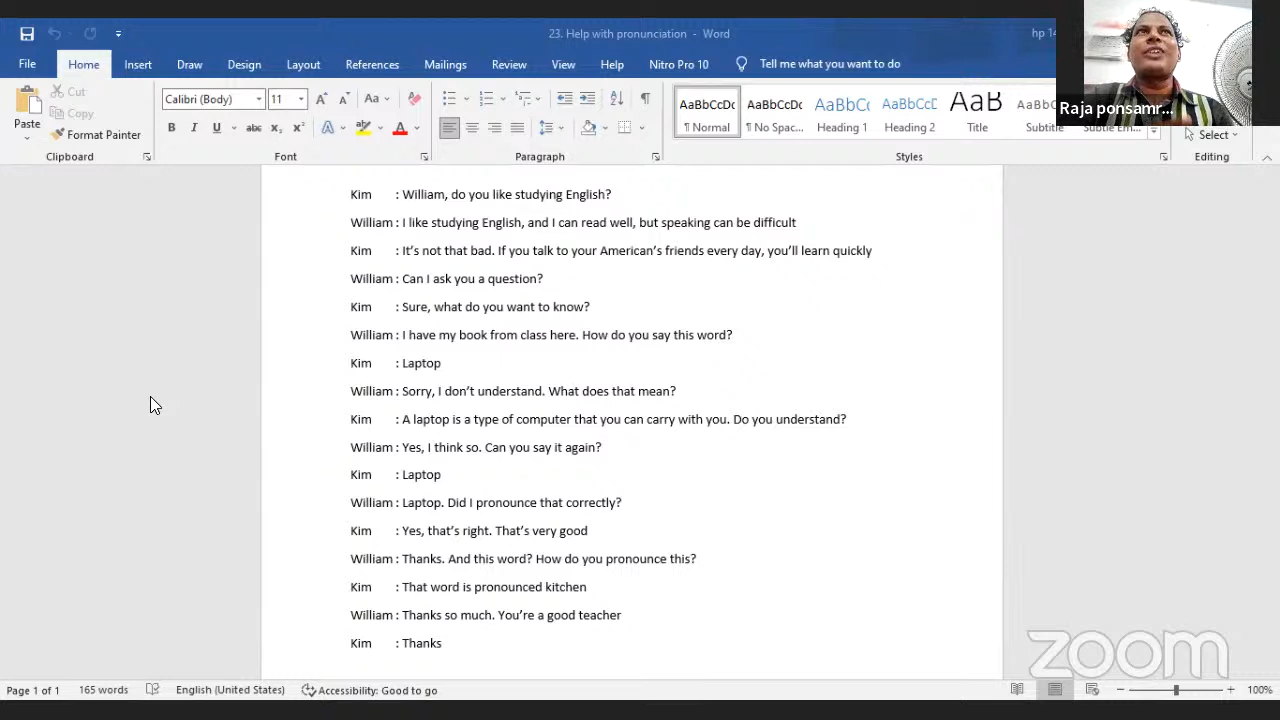 23. Help with pronunciation - Word
hp 14
File Home Insert Draw Design Layout References Mailings Review View Help Nitro Pro 10 Tell me what you want to do
Raja ponsamr...
Paste
Cut
Copy
Format Painter
Calibri (Body) 11
AaBbCcDc AaBbCcDc AaBbCc AaBbCcD AaB
¶ Normal ¶ No Spac... Heading 1 Heading 2 Title Subtitle Subtle Em...
Select
Clipboard Font Paragraph Styles Editing
Kim : William, do you like studying English?
William : I like studying English, and I can read well, but speaking can be difficult
Kim : It’s not that bad. If you talk to your American’s friends every day, you’ll learn quickly
William : Can I ask you a question?
Kim : Sure, what do you want to know?
William : I have my book from class here. How do you say this word?
Kim : Laptop
William : Sorry, I don’t understand. What does that mean?
Kim : A laptop is a type of computer that you can carry with you. Do you understand?
William : Yes, I think so. Can you say it again?
Kim : Laptop
William : Laptop. Did I pronounce that correctly?
Kim : Yes, that’s right. That’s very good
William : Thanks. And this word? How do you pronounce this?
Kim : That word is pronounced kitchen
William : Thanks so much. You’re a good teacher
Kim : Thanks
zoom
Page 1 of 1 165 words English (United States) Accessibility: Good to go 100%